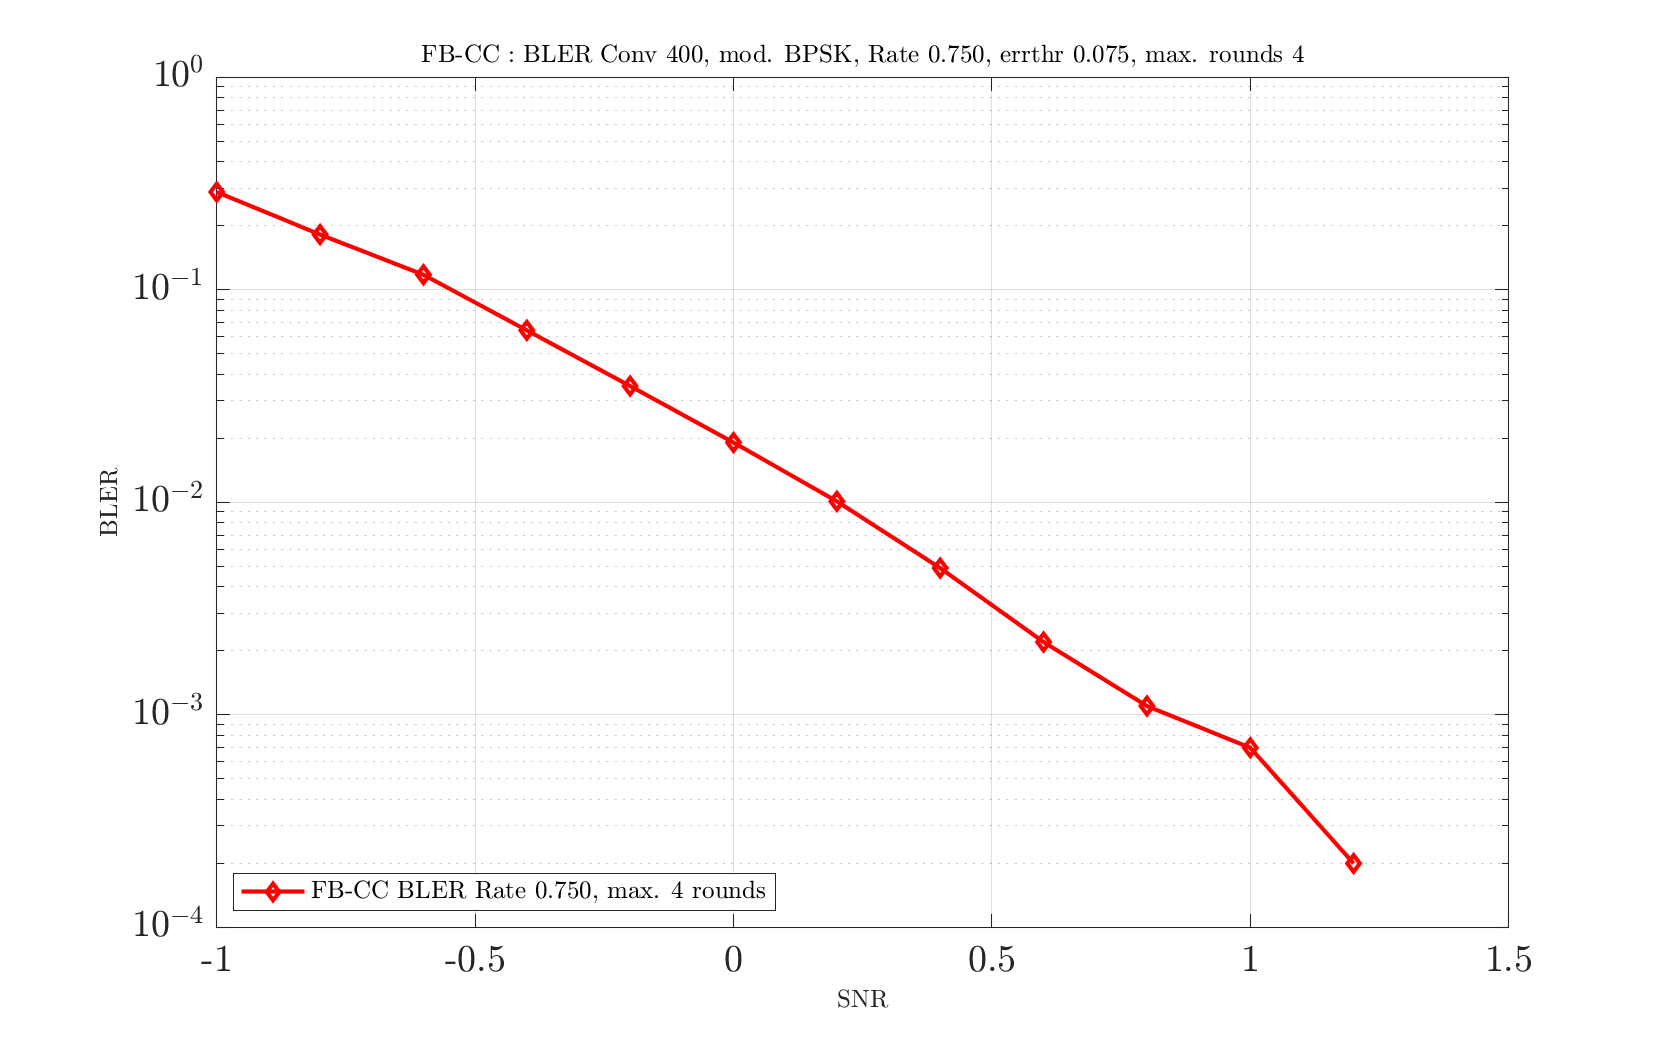 FB-CC : BLER Conv 400, mod. BPSK, Rate 0.750, errthr 0.075, max. rounds 4
10^0
10^{-1}
10^{-2}
10^{-3}
10^{-4}
BLER
FB-CC BLER Rate 0.750, max. 4 rounds
-1 -0.5 0 0.5 1 1.5
SNR